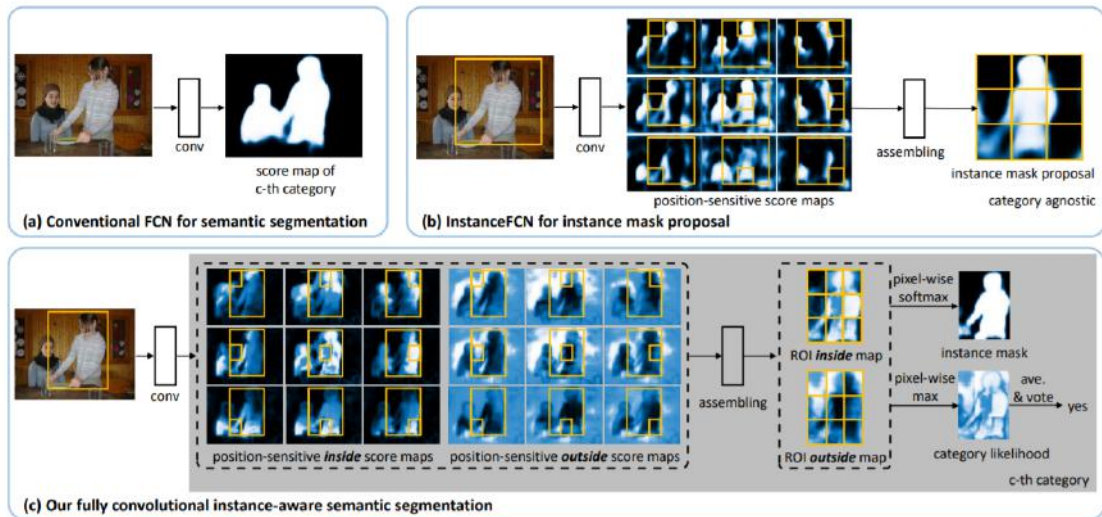 conv
score map of
c-th category
(a) Conventional FCN for semantic segmentation
conv
position-sensitive score maps
assembling
instance mask proposal
category agnostic
(b) InstanceFCN for instance mask proposal
conv
position-sensitive inside score maps
position-sensitive outside score maps
assembling
ROI inside map
ROI outside map
pixel-wise
softmax
instance mask
pixel-wise
max
ave.
& vote
yes
category likelihood
c-th category
(c) Our fully convolutional instance-aware semantic segmentation